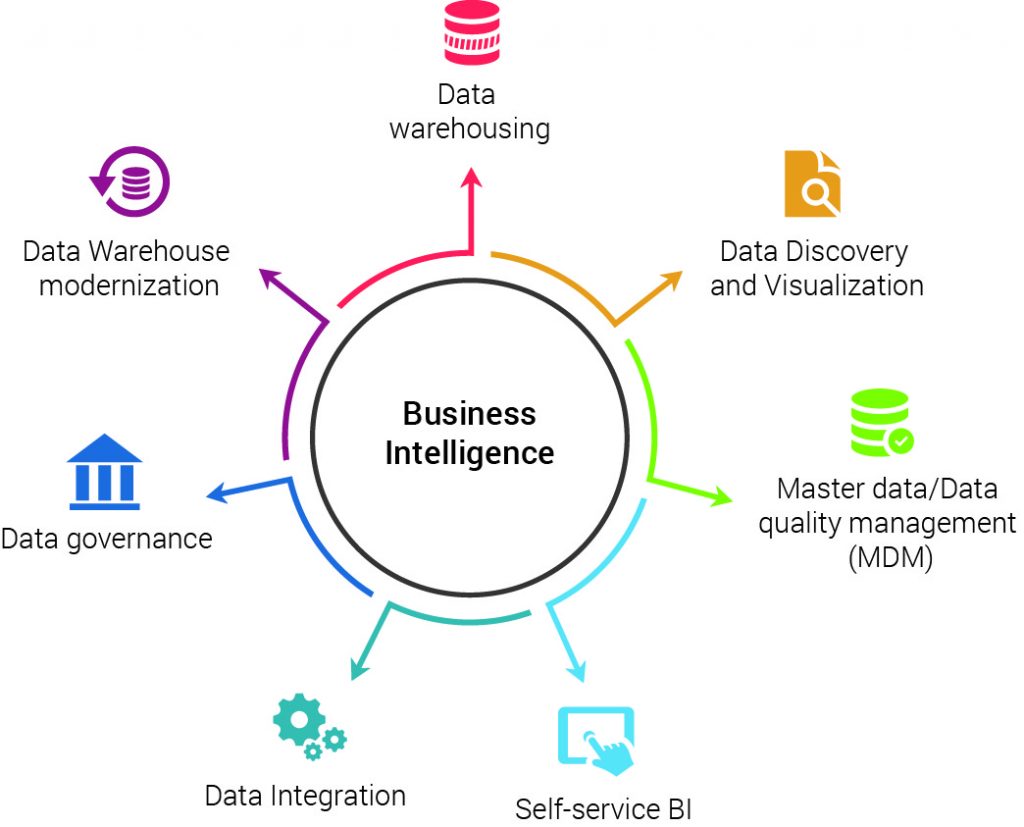 Data
warehousing
Data Warehouse
modernization
Data Discovery
and Visualization
Business
Intelligence
Master data/Data
quality management
(MDM)
Data governance
Data Integration
Self-service BI